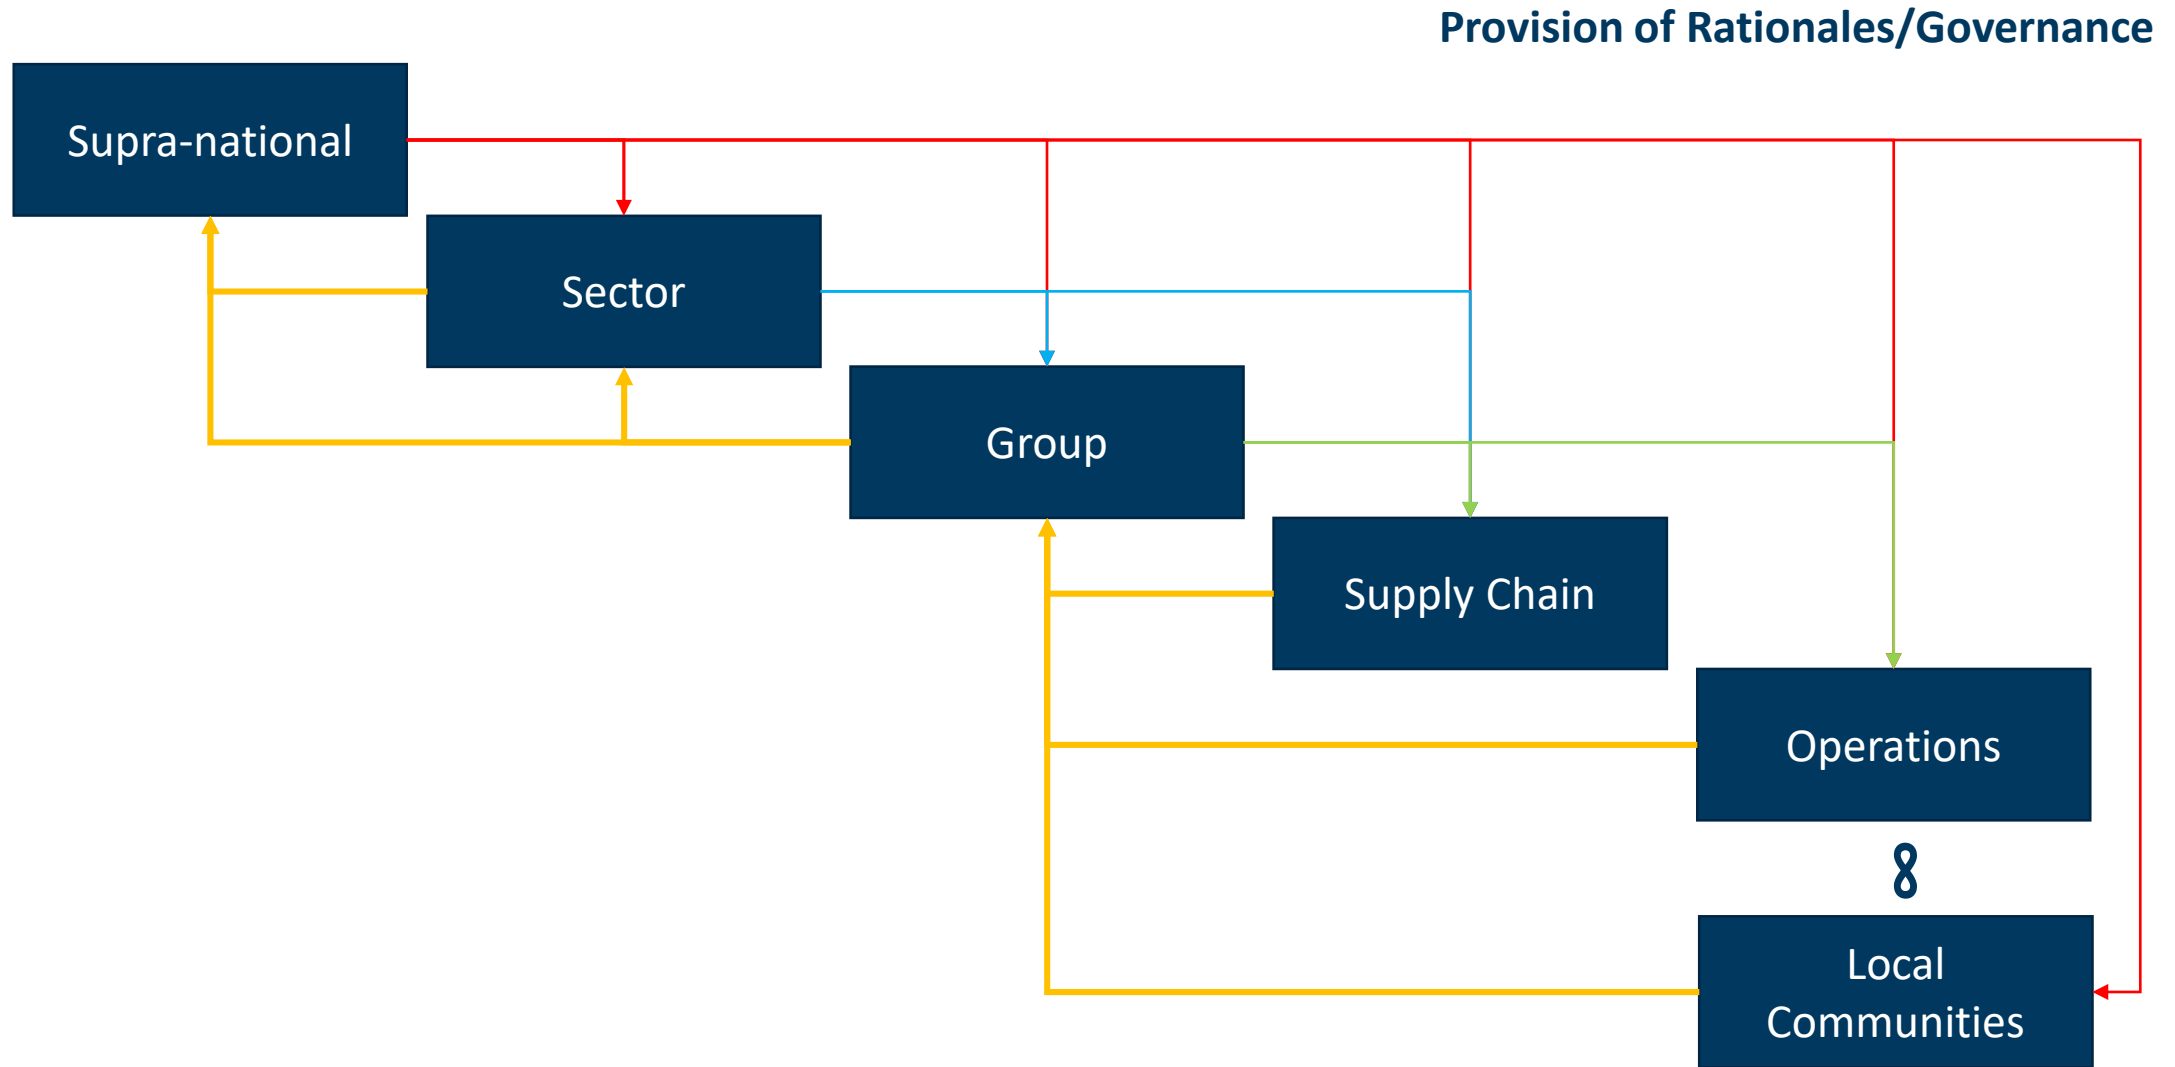 Provision of Rationales/Governance
Supra-national
Sector
Group
Supply Chain
Operations
∞
Local
Communities